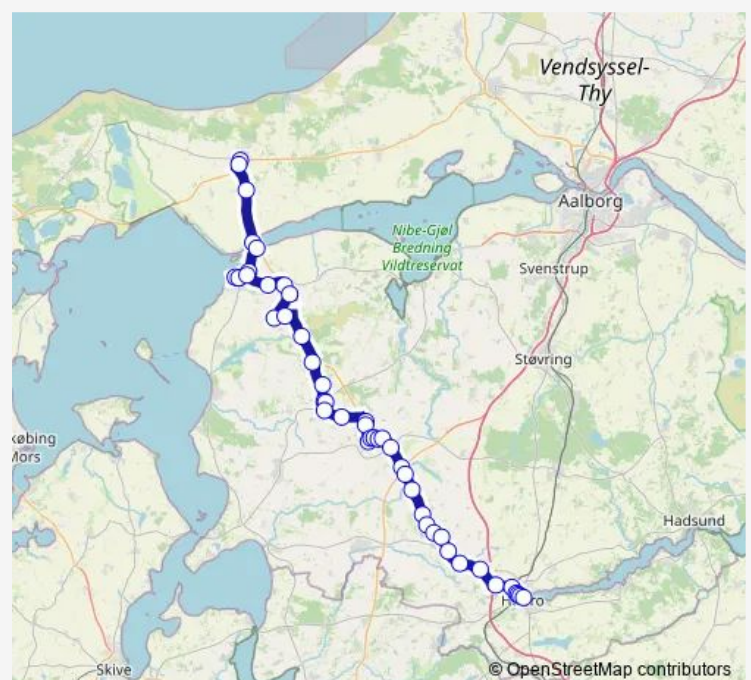 Vendsyssel-
Thy
Aalborg
Nibe-Gjøl
Bredning
Vildtreservat
Svenstrup
Støvring
købing
Mors
Hadsund
Skive
© OpenStreetMap contributors